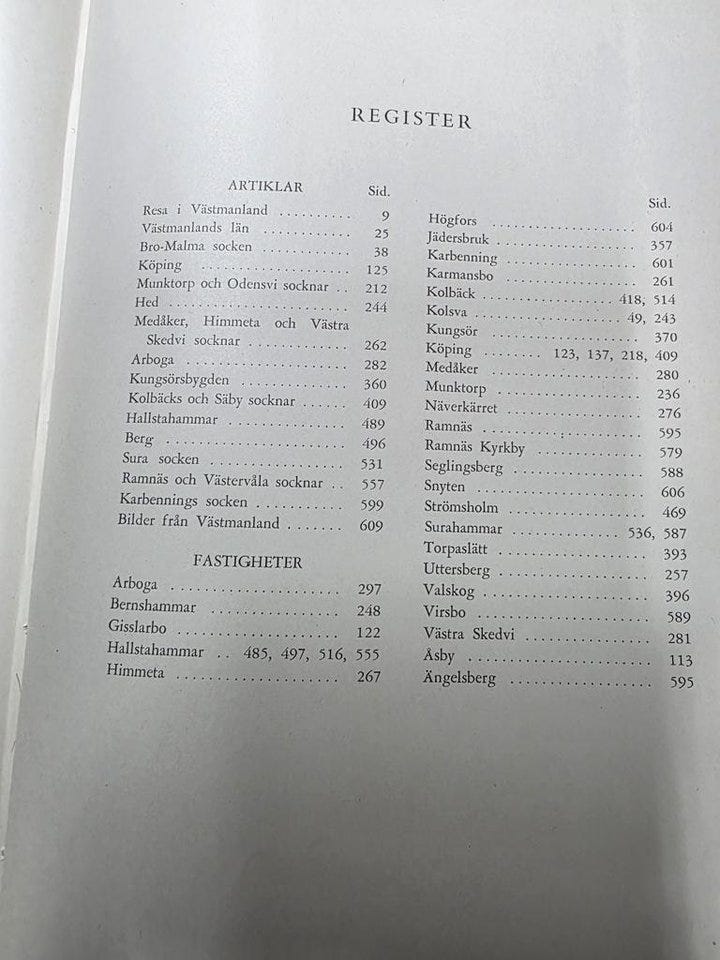 REGISTER
ARTIKLAR Sid.
Resa i Västmanland .......... 9
Västmanlands län ............ 25
Bro-Malma socken ............ 38
Köping .................... 125
Munktorp och Odensvi socknar .. 212
Hed ........................ 244
Medåker, Himmeta och Västra
Skedvi socknar .............. 262
Arboga ...................... 282
Kungsörsbygden .............. 360
Kolbäcks och Säby socknar ...... 409
Hallstahammar ................ 489
Berg ........................ 496
Sura socken .................. 531
Ramnäs och Västervåla socknar .. 557
Karbennings socken ............ 599
Bilder från Västmanland ....... 609
FASTIGHETER
Arboga ...................... 297
Bernshammar ................ 248
Gisslarbo .................... 122
Hallstahammar .. 485, 497, 516, 555
Himmeta .................... 267
Sid.
Högfors .................... 604
Jädersbruk .................... 357
Karbenning .................. 601
Karmansbo .................. 261
Kolbäck ................ 418, 514
Kolsva .................. 49, 243
Kungsör .................... 370
Köping ........ 123, 137, 218, 409
Medåker .................... 280
Munktorp .................... 236
Näverkärret .................. 276
Ramnäs .................... 595
Ramnäs Kyrkby .............. 579
Seglingsberg .................. 588
Snyten ...................... 606
Strömsholm .................. 469
Surahammar .............. 536, 587
Torpaslätt .................... 393
Uttersberg .................... 257
Valskog ...................... 396
Virsbo ...................... 589
Västra Skedvi ................ 281
Åsby ........................ 113
Ängelsberg .................. 595